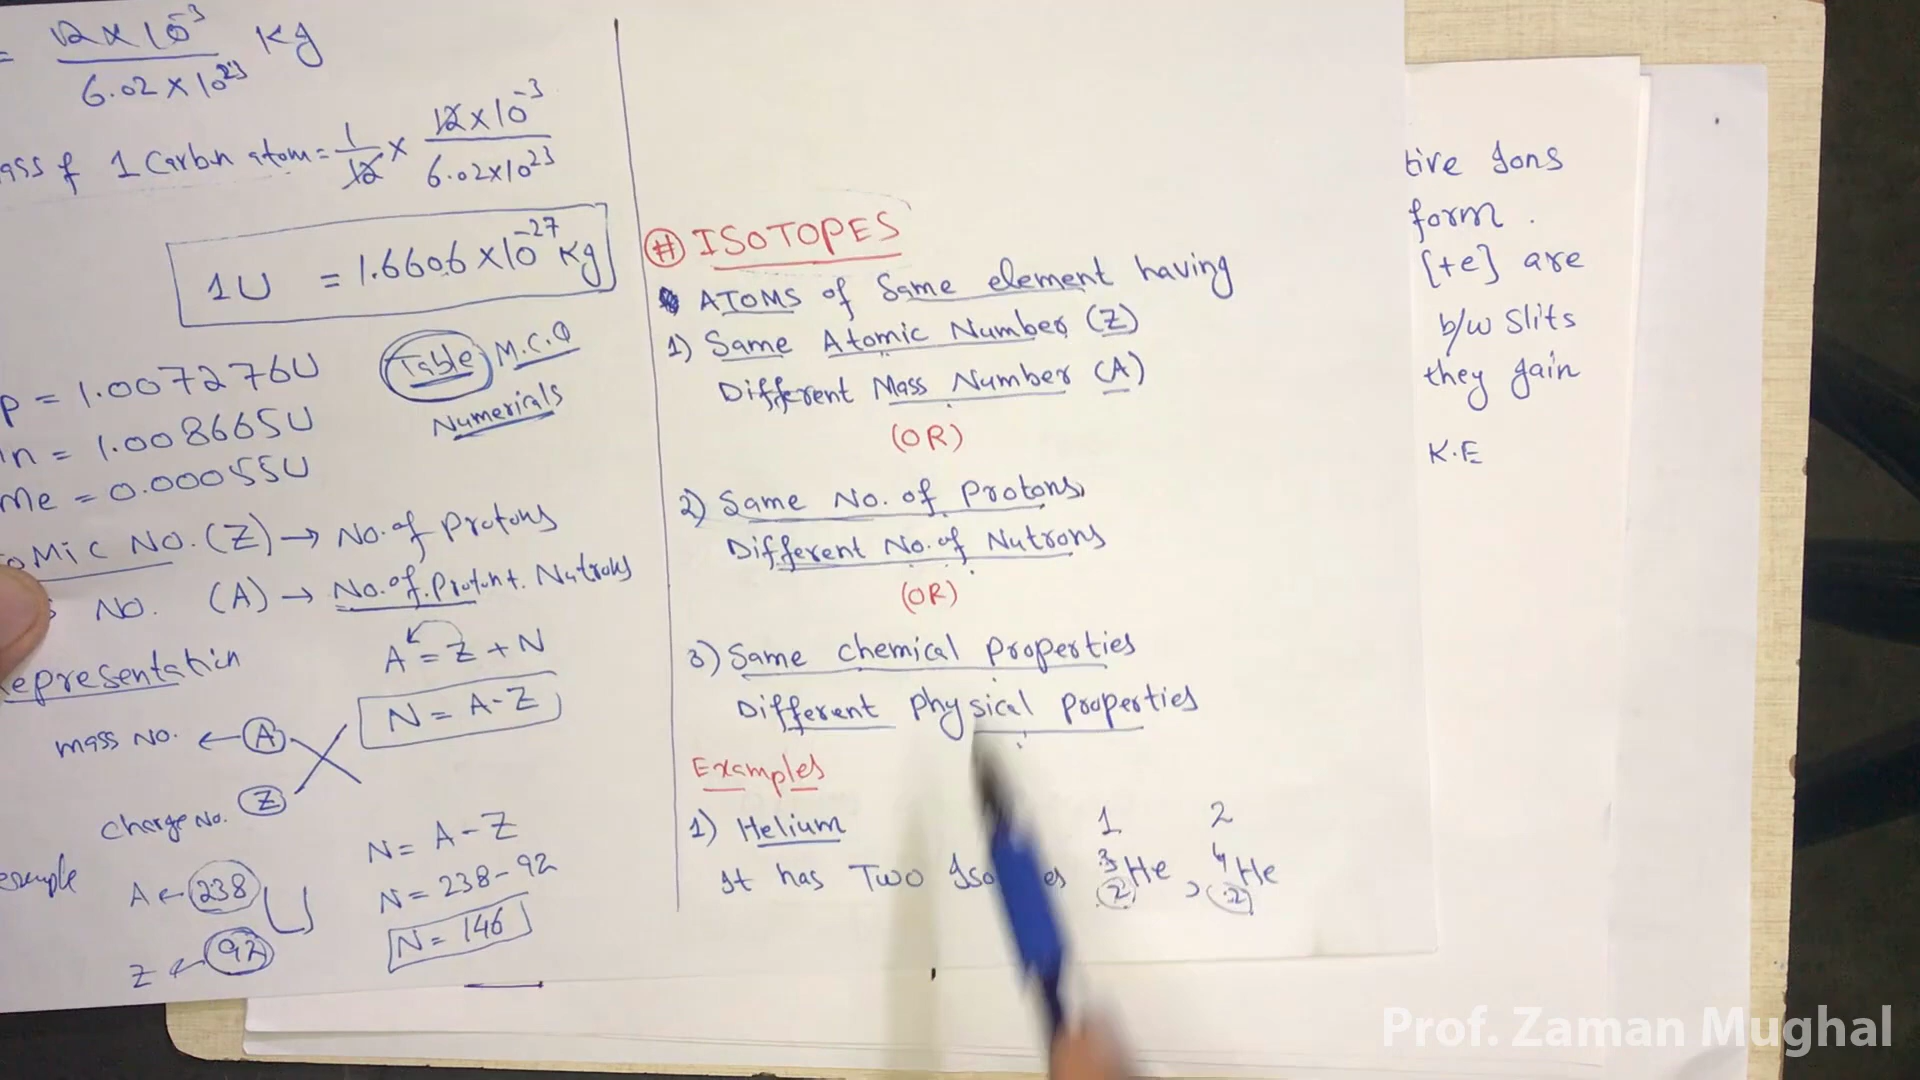 = 12 × 10⁻³ / 6.02 × 10²³ Kg
ass of 1 Carbon atom = 1/12 × 12 × 10⁻³ / 6.02 × 10²³
1U = 1.6606 × 10⁻²⁷ Kg
p = 1.007276U
n = 1.008665U
Me = 0.00055U
Table M.C.Q
Numericals
omic No. (Z) → No. of Protons
No. (A) → No. of Proton + Nutrons
epresentation
A = Z + N
N = A - Z
mass No. ← A
Charge No. Z
example
A ← 238
Z ← 92
N = A - Z
N = 238 - 92
N = 146
# ISOTOPES
ATOMS of Same element having
1) Same Atomic Number (Z)
Different Mass Number (A)
(OR)
2) Same No. of Protons,
Different No. of Nutrons
(OR)
3) Same chemical properties
Different physical properties
Examples
1) Helium
1 2
It has Two ³₂He , ⁴₂He
tive Ions
form .
[+e] are
b/w Slits
they gain
K.E
Prof. Zaman Mughal